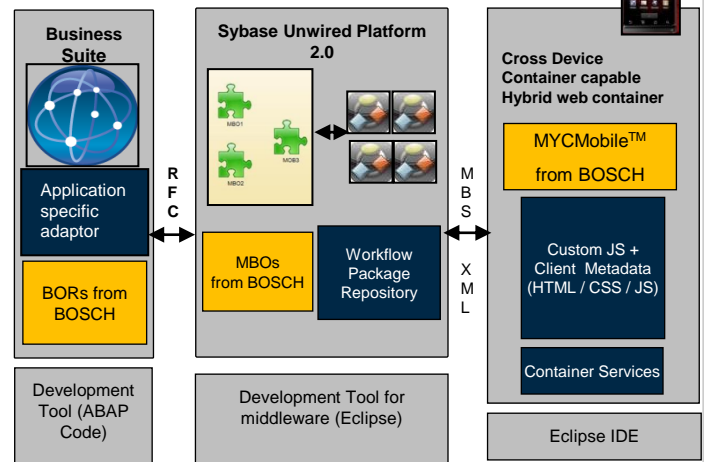 Business
Suite
Application
specific
adaptor
BORs from
BOSCH
Development
Tool (ABAP
Code)
R
F
C
Sybase Unwired Platform
2.0
MBO1
MBO2
MOB3
MBOs
from BOSCH
Workflow
Package
Repository
Development Tool for
middleware (Eclipse)
M
B
S
X
M
L
Cross Device
Container capable
Hybrid web container
MYCMobile™
from BOSCH
Custom JS +
Client Metadata
(HTML / CSS / JS)
Container Services
Eclipse IDE